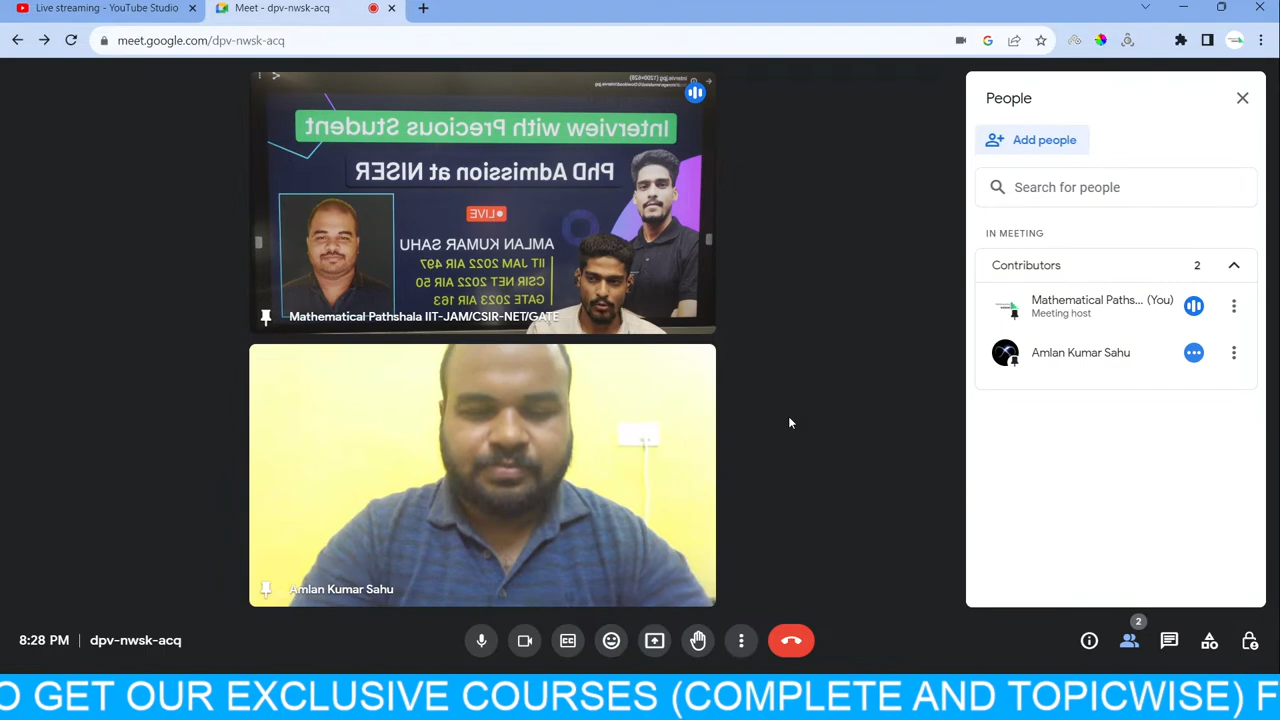 Live streaming - YouTube Studio
Meet - dpv-nwsk-acq
meet.google.com/dpv-nwsk-acq
Interview with Precious Student
PhD Admission at NISER
LIVE
AMLAN KUMAR SAHU
IIT JAM 2022 AIR 497
CSIR NET 2022 AIR 50
GATE 2023 AIR 163
Mathematical Pathshala IIT-JAM/CSIR-NET/GATE
Amlan Kumar Sahu
People
Add people
Search for people
IN MEETING
Contributors 2
Mathematical Paths... (You)
Meeting host
Amlan Kumar Sahu
8:28 PM | dpv-nwsk-acq
2
O GET OUR EXCLUSIVE COURSES (COMPLETE AND TOPICWISE) F